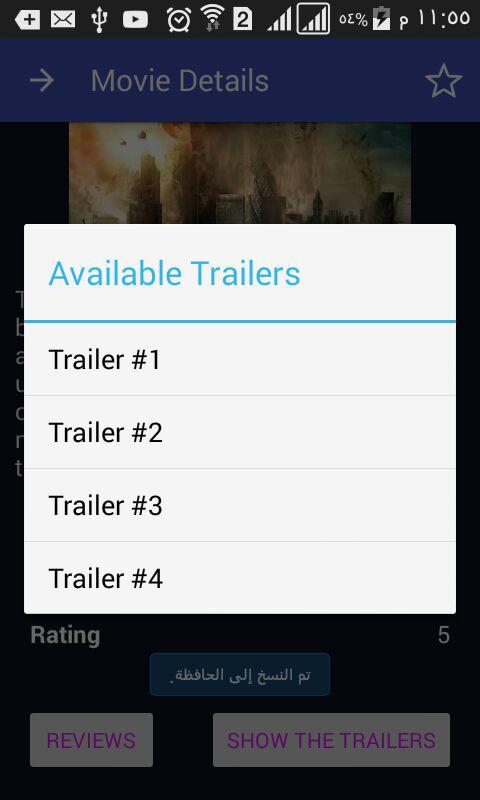 2 ٥٤% م ١١:٥٥
Movie Details
Available Trailers
Trailer #1
Trailer #2
Trailer #3
Trailer #4
Rating 5
تم النسخ إلى الحافظة.
REVIEWS SHOW THE TRAILERS